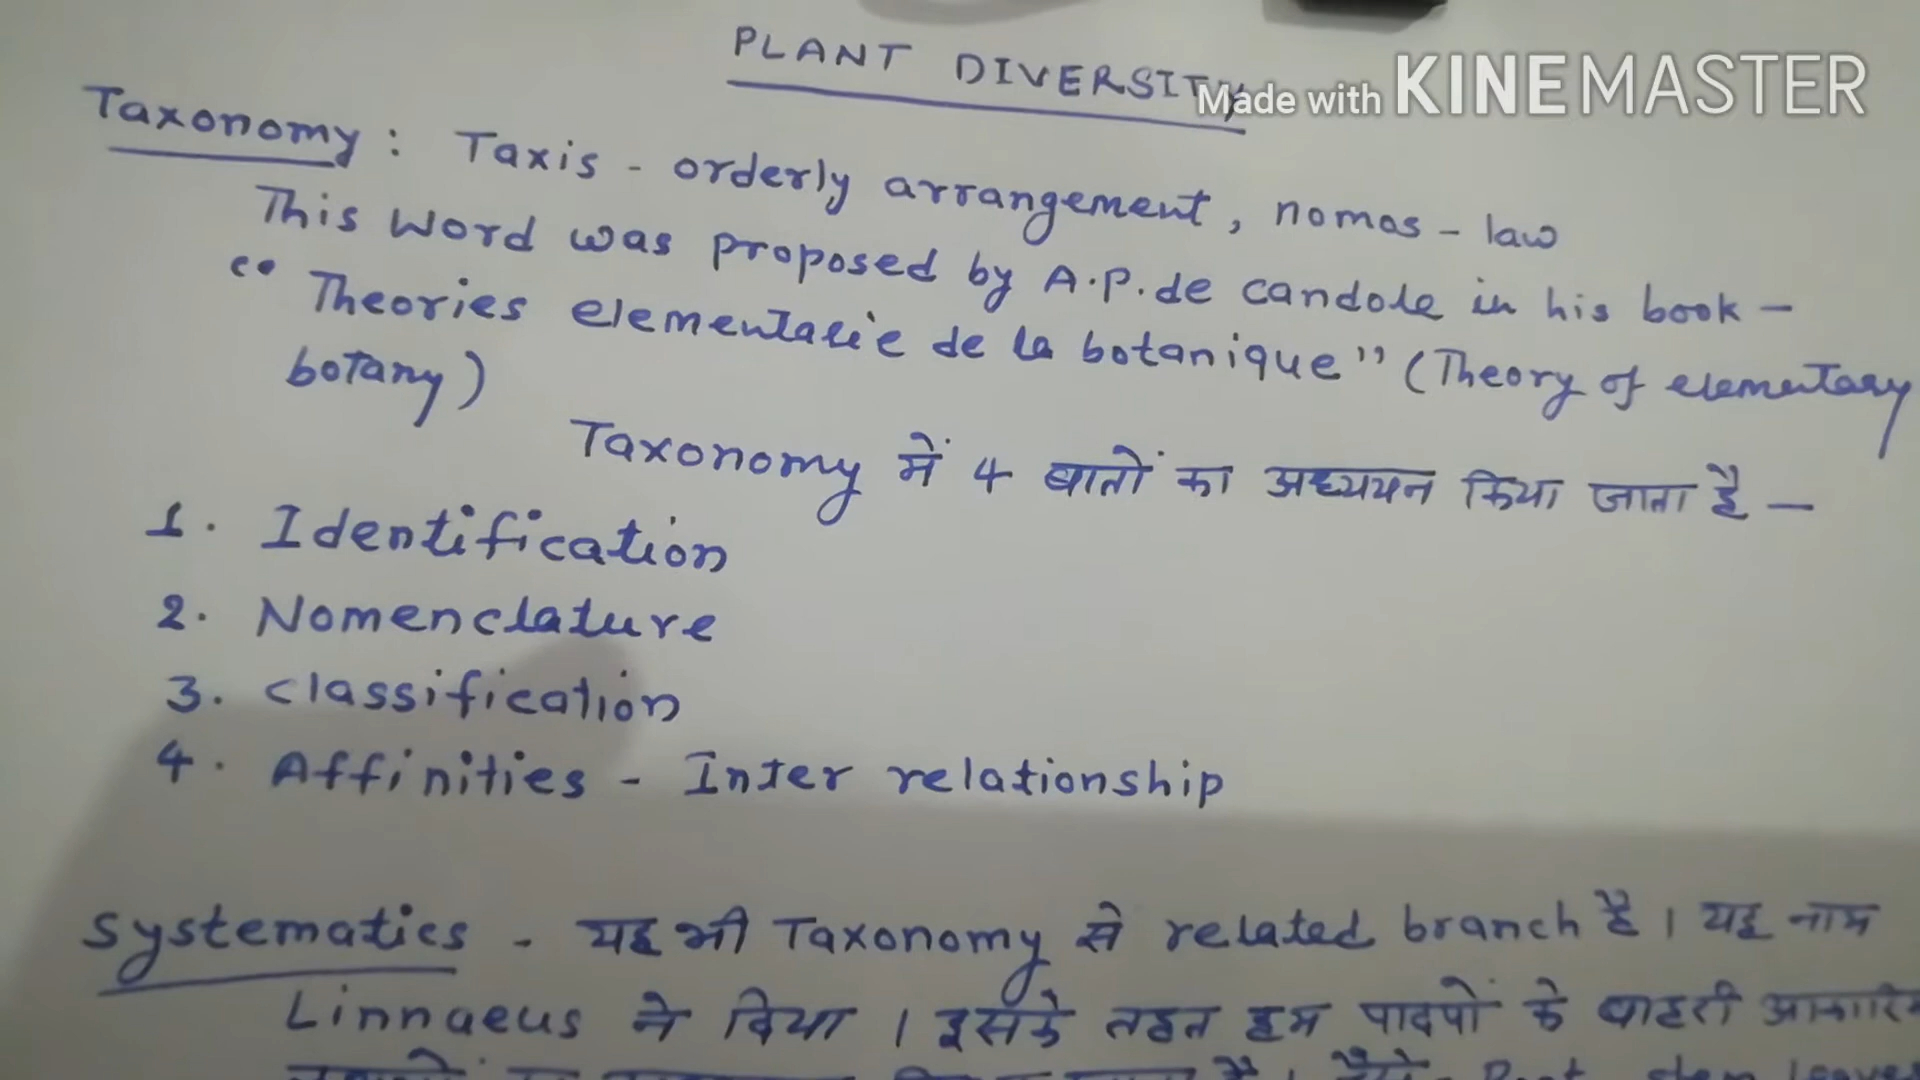 PLANT DIVERSITY
Made with KINEMASTER
Taxonomy : Taxis - orderly arrangement, nomos - law
This word was proposed by A.P. de candole in his book -
"Theories elementarie de la botanique" (Theory of elementary
botany)
Taxonomy में 4 बातों का अध्ययन किया जाता है -
1. Identification
2. Nomenclature
3. Classification
4. Affinities - Inter relationship
Systematics - यह भी Taxonomy से related branch है । यह नाम
Linnaeus ने दिया । इसके तहत हम पादपों के बाहरी